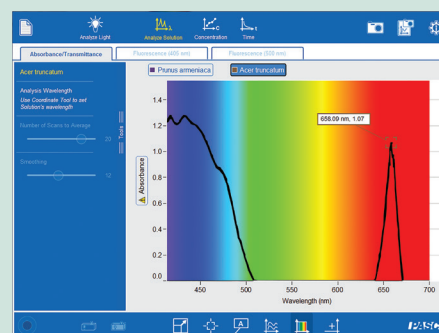 Analyze Light
Analyze Solution
Concentration
Time
Absorbance/Transmittance
Fluorescence (405 nm)
Fluorescence (500 nm)
Acer truncatum
Analysis Wavelength
Use Coordinate Tool to set
Solution's wavelength
Number of Scans to Average
20
Smoothing
12
Tools
Prunus armeniaca
Acer truncatum
Absorbance
1.4
1.2
1.0
0.8
0.6
0.4
0.2
0.0
658.09 nm, 1.07
450
500
550
600
650
700
Wavelength (nm)